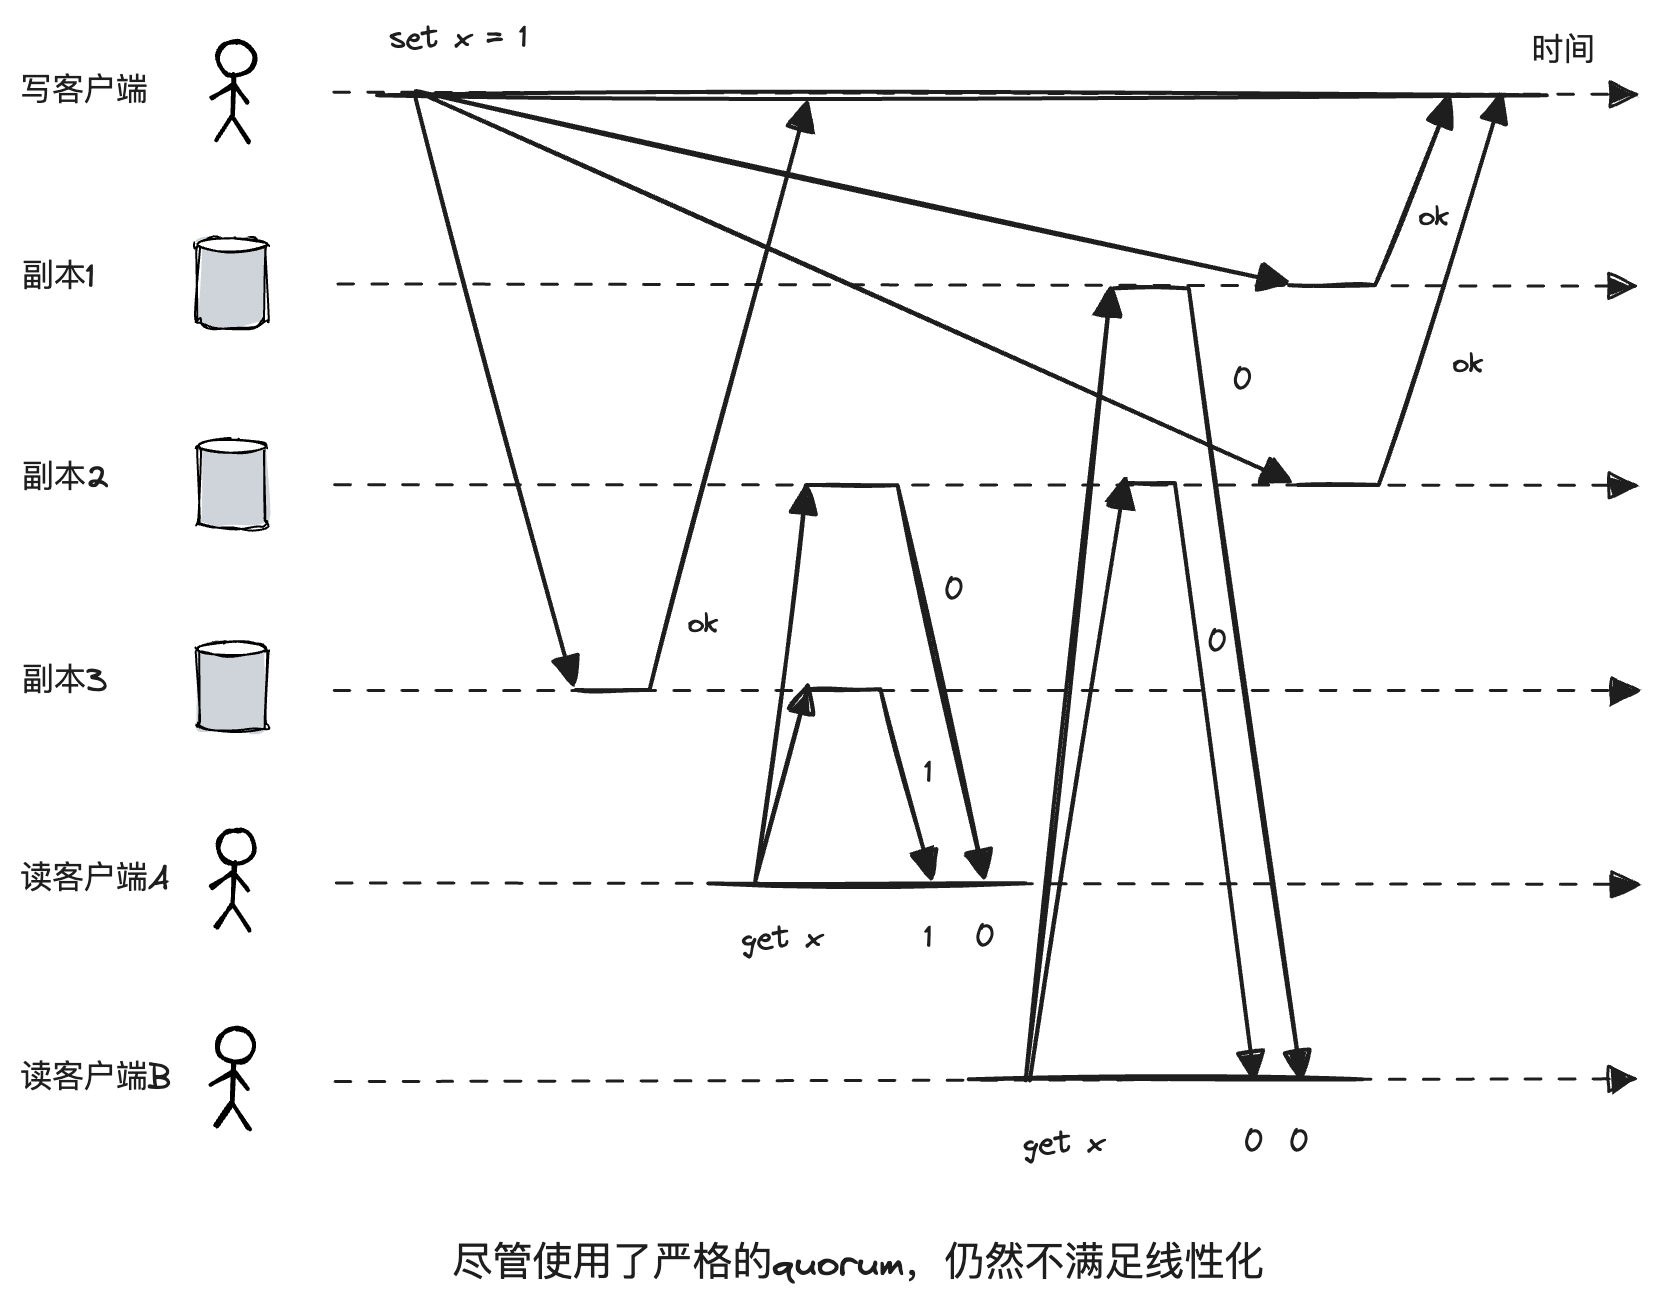 set x = 1
时间
写客户端
ok
副本1
0
ok
副本2
0
ok
0
副本3
1
读客户端A
get x 1 0
读客户端B
get x 0 0
尽管使用了严格的quorum，仍然不满足线性化